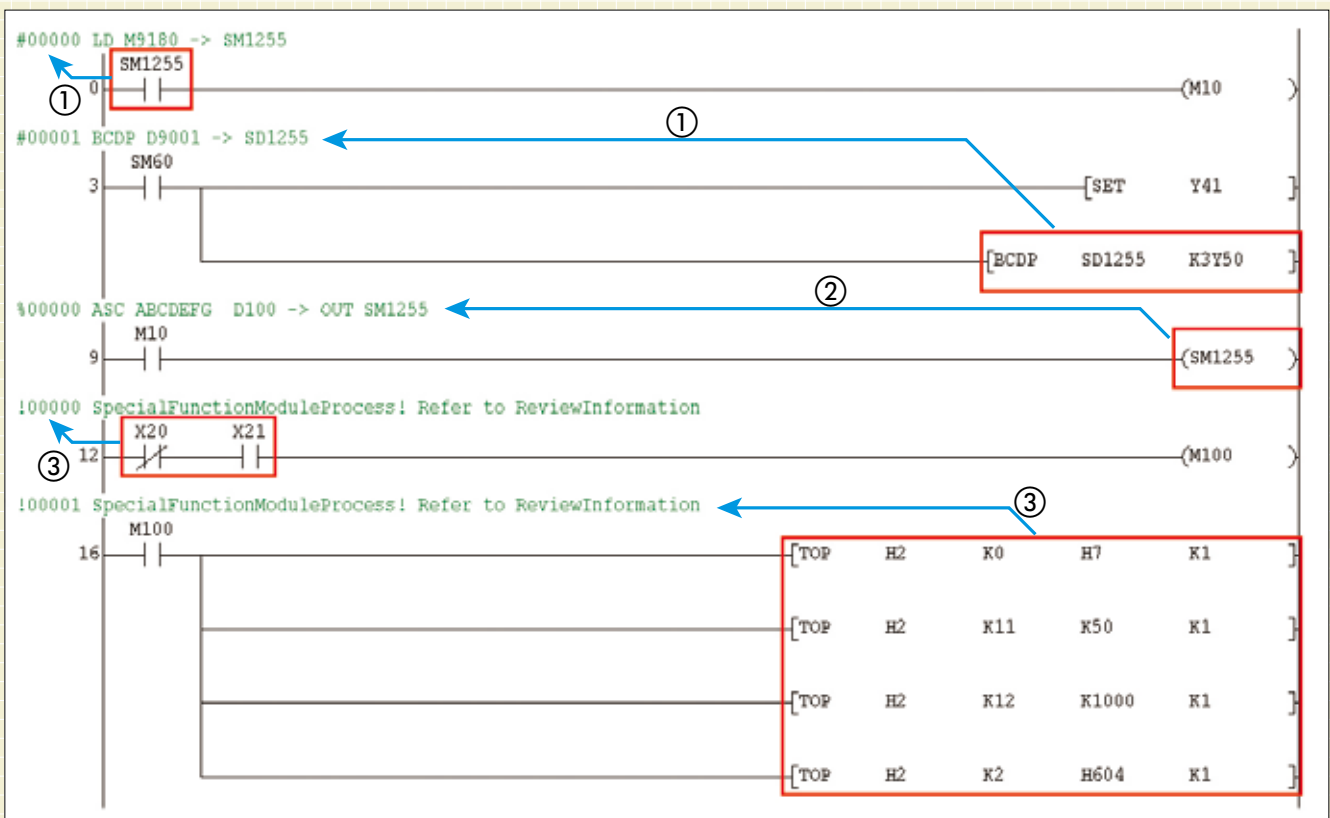 #00000 LD M9180 -> SM1255
SM1255
① 0 (M10 )
#00001 BCDP D9001 -> SD1255 ①
SM60
3 [SET Y41 ]
[BCDP SD1255 K3Y50 ]
②
%00000 ASC ABCDEFG D100 -> OUT SM1255
M10
9 (SM1255 )
!00000 SpecialFunctionModuleProcess! Refer to ReviewInformation
X20 X21
③ 12 (M100 )
!00001 SpecialFunctionModuleProcess! Refer to ReviewInformation ③
M100
16 [TOP H2 K0 H7 K1 ]
[TOP H2 K11 K50 K1 ]
[TOP H2 K12 K1000 K1 ]
[TOP H2 K2 H604 K1 ]